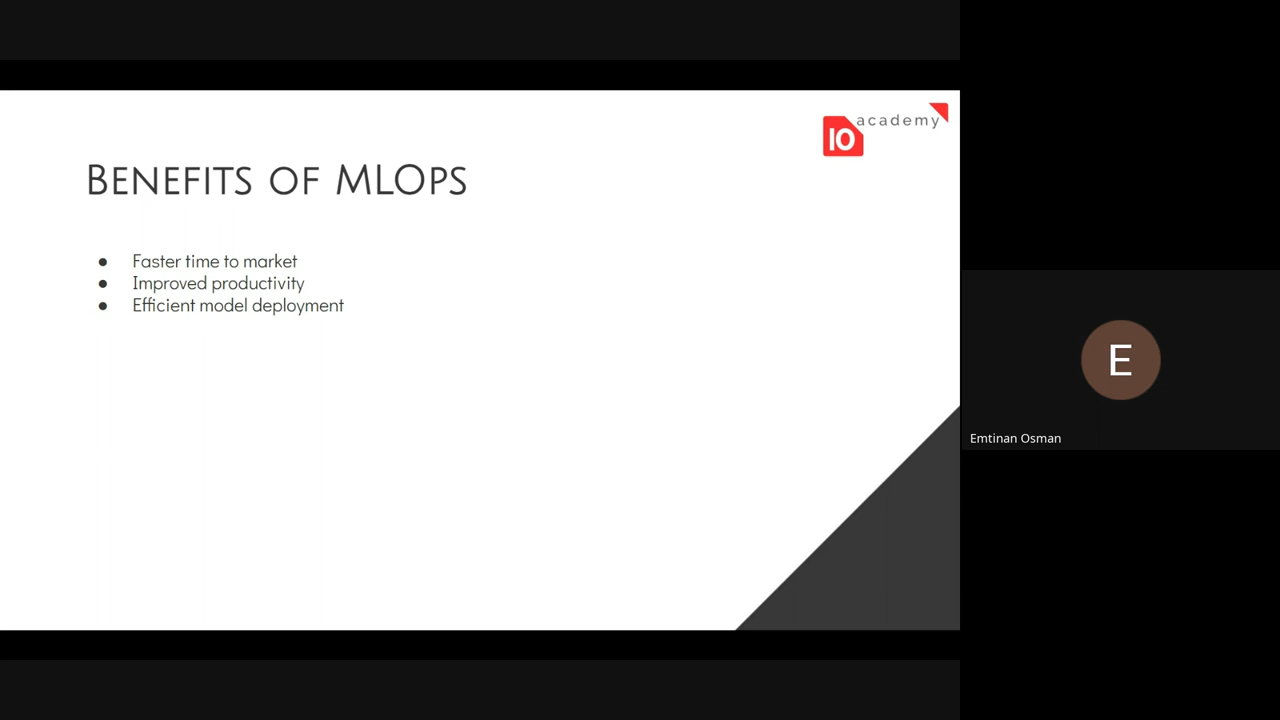 10 academy
Benefits of MLOps
● Faster time to market
● Improved productivity
● Efficient model deployment
E
Emtinan Osman